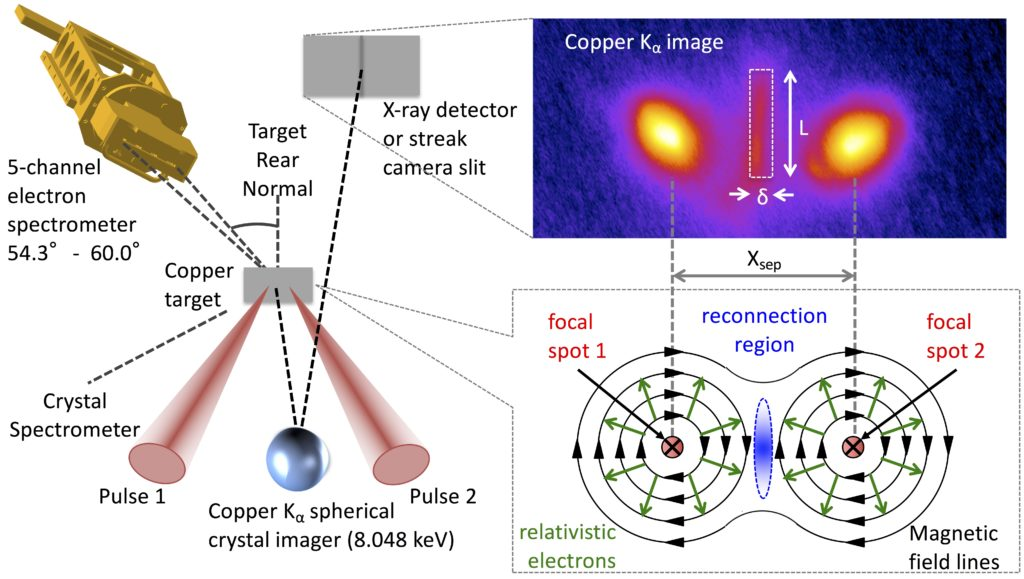 5-channel
electron
spectrometer
54.3° - 60.0°
Target
Rear
Normal
X-ray detector
or streak
camera slit
Copper
target
Crystal
Spectrometer
Pulse 1
Pulse 2
Copper Kα spherical
crystal imager (8.048 keV)
Copper Kα image
L
δ
Xsep
focal
spot 1
reconnection
region
focal
spot 2
relativistic
electrons
Magnetic
field lines